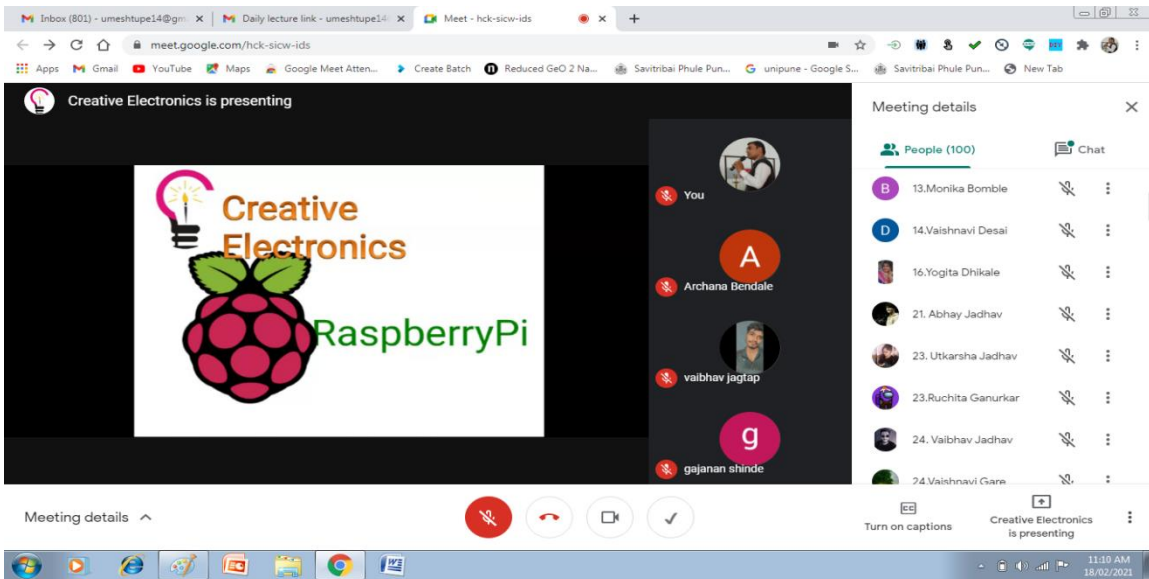 Inbox (801) - umeshtupe14@gm
Daily lecture link - umeshtupe14
Meet - hck-sicw-ids
meet.google.com/hck-sicw-ids
Apps
Gmail
YouTube
Maps
Google Meet Atten...
Create Batch
Reduced GeO 2 Na...
Savitribai Phule Pun...
unipune - Google S...
Savitribai Phule Pun...
New Tab
Creative Electronics is presenting
Creative
Electronics
RaspberryPi
You
A
Archana Bendale
vaibhav jagtap
g
gajanan shinde
Meeting details
People (100)
Chat
B
13.Monika Bomble
D
14.Vaishnavi Desai
16.Yogita Dhikale
21. Abhay Jadhav
23. Utkarsha Jadhav
23.Ruchita Ganurkar
24. Vaibhav Jadhav
24.Vaishnavi Gare
Meeting details
CC
Turn on captions
Creative Electronics
is presenting
11:10 AM
18/02/2021